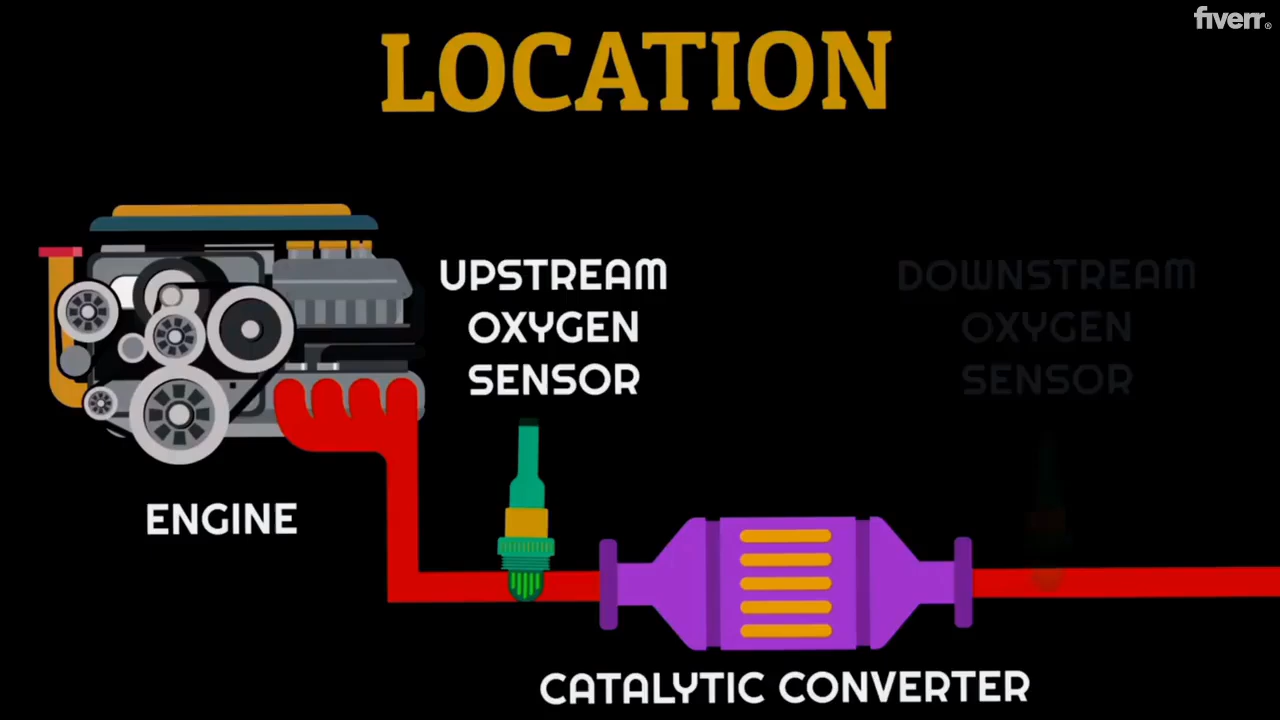 fiverr®
LOCATION
UPSTREAM
OXYGEN
SENSOR
DOWNSTREAM
OXYGEN
SENSOR
ENGINE
CATALYTIC CONVERTER